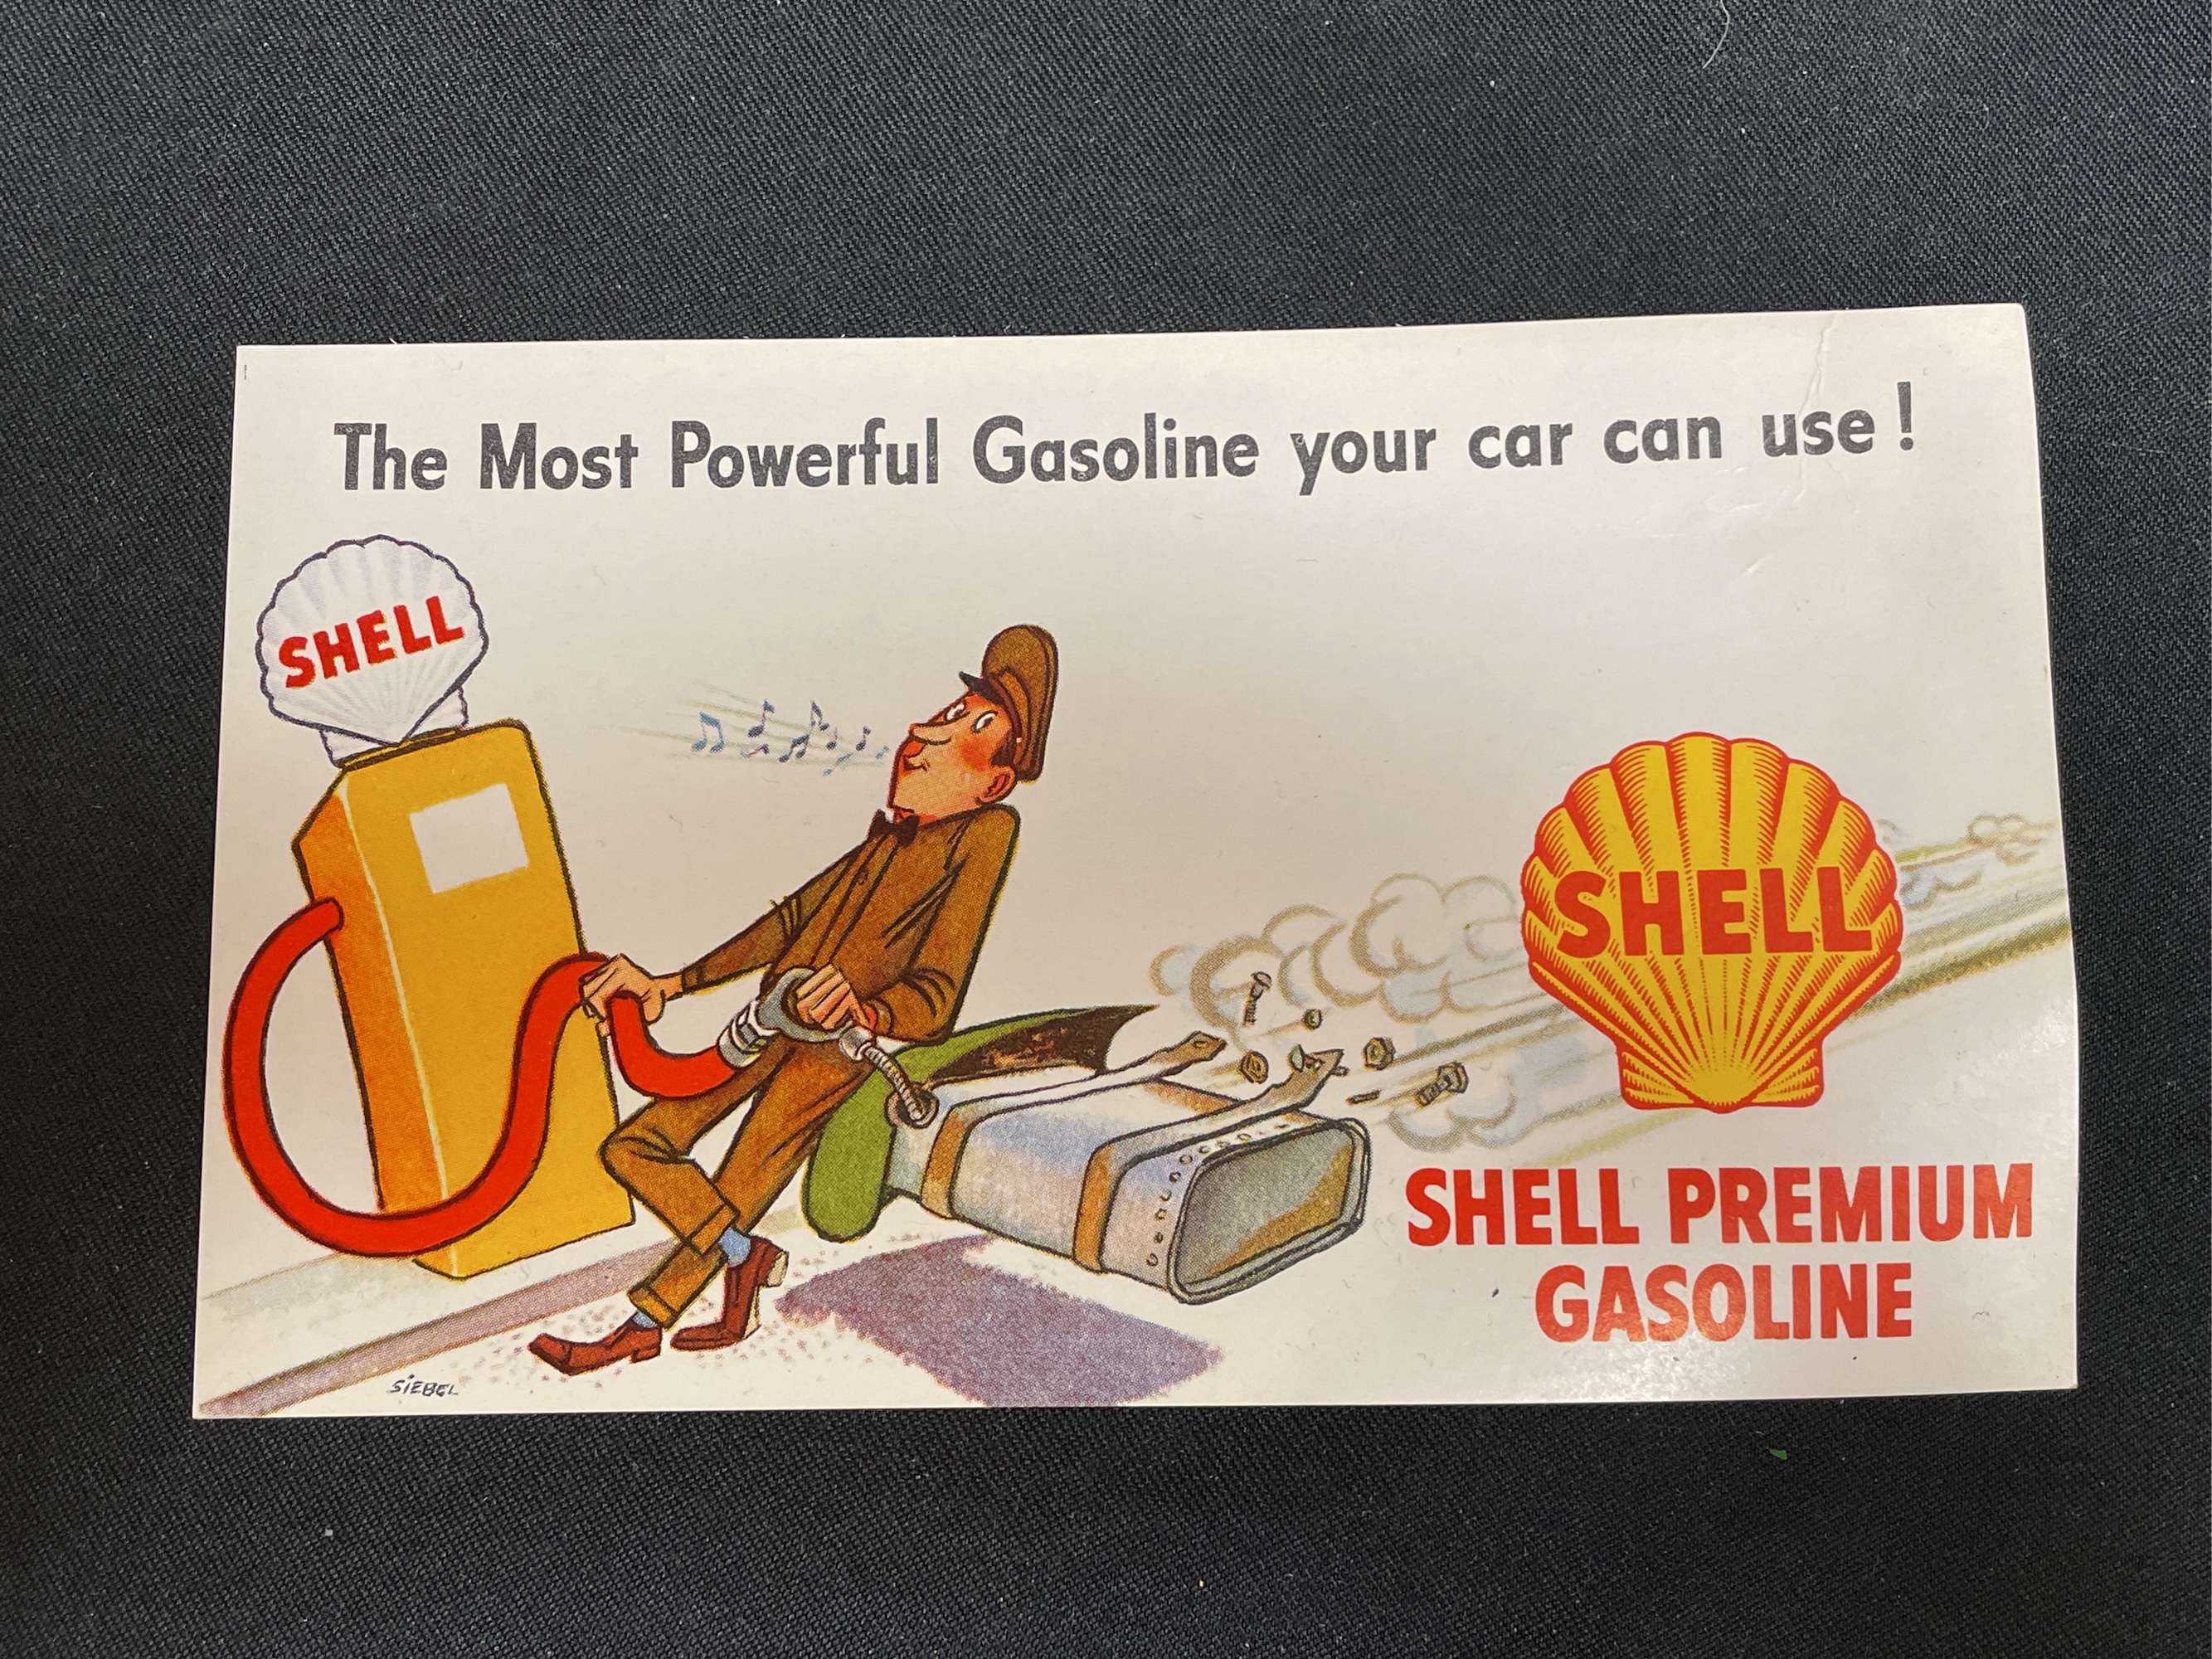 The Most Powerful Gasoline your car can use!
SHELL
SHELL
SHELL PREMIUM
GASOLINE
SIEBEL